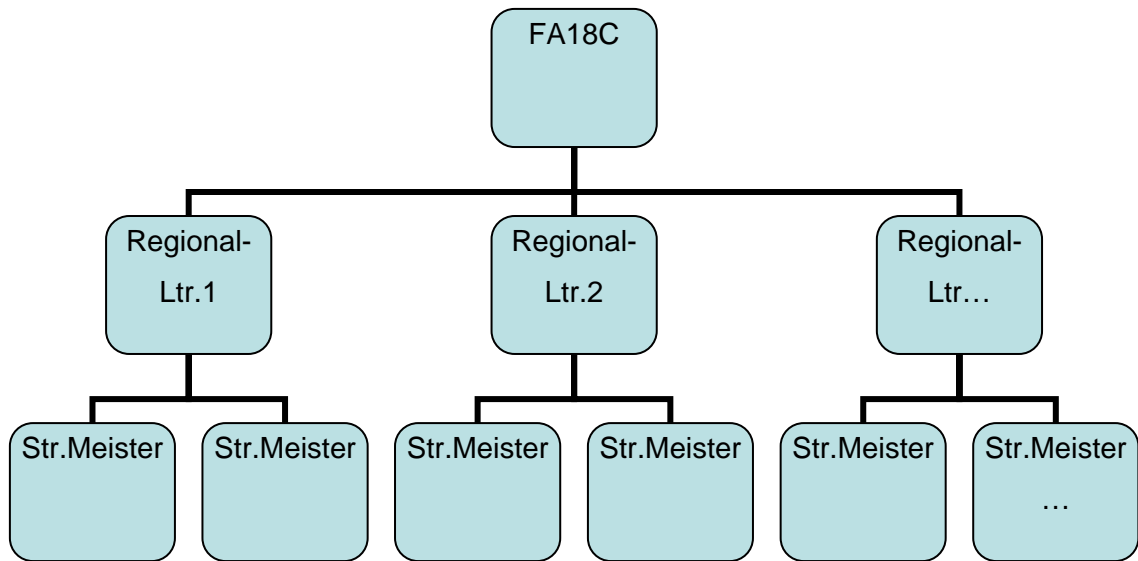 FA18C
Regional-
Ltr.1
Regional-
Ltr.2
Regional-
Ltr…
Str.Meister
Str.Meister
Str.Meister
Str.Meister
Str.Meister
Str.Meister
…